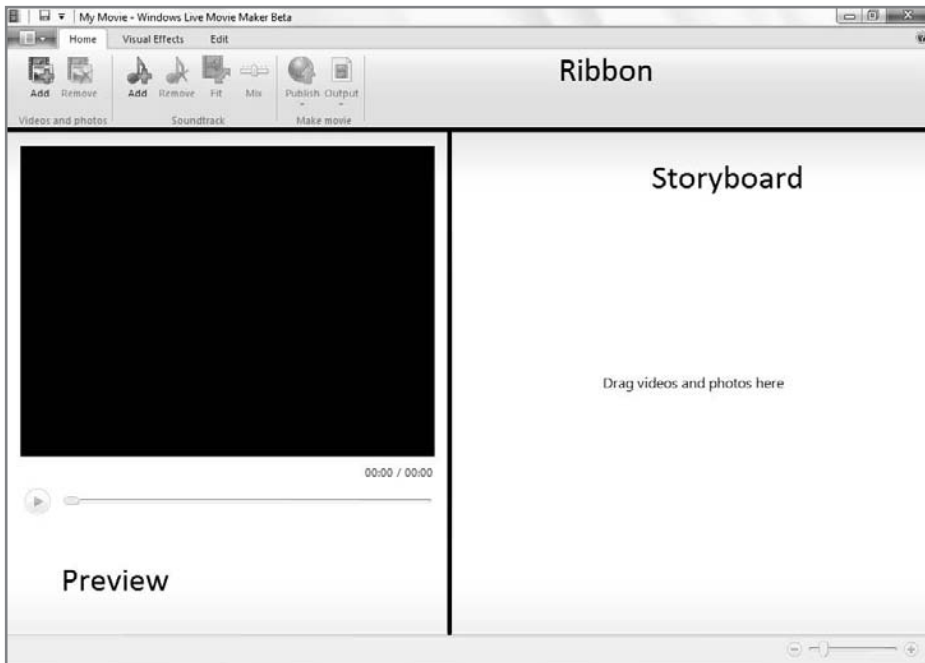 My Movie - Windows Live Movie Maker Beta
Home Visual Effects Edit
Ribbon
Add Remove Add Remove Fit Mix Publish Output
Videos and photos Soundtrack Make movie
Storyboard
Drag videos and photos here
00:00 / 00:00
Preview